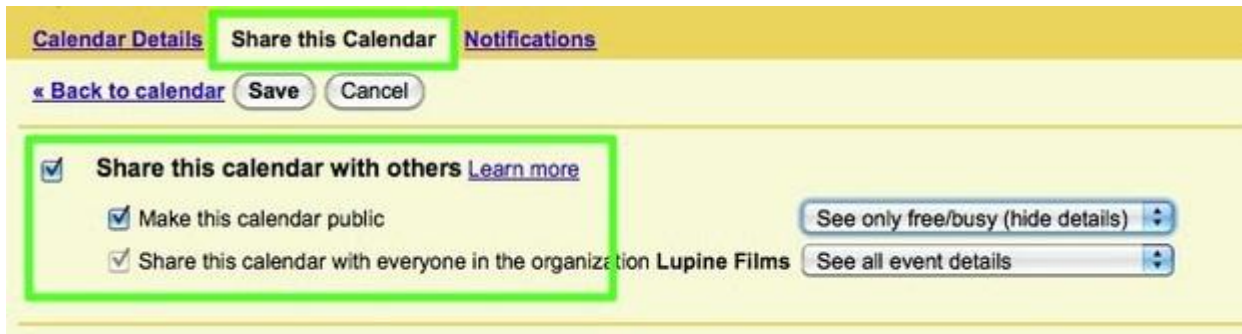 Calendar Details Share this Calendar Notifications
« Back to calendar Save Cancel
Share this calendar with others Learn more
Make this calendar public See only free/busy (hide details)
Share this calendar with everyone in the organization Lupine Films See all event details